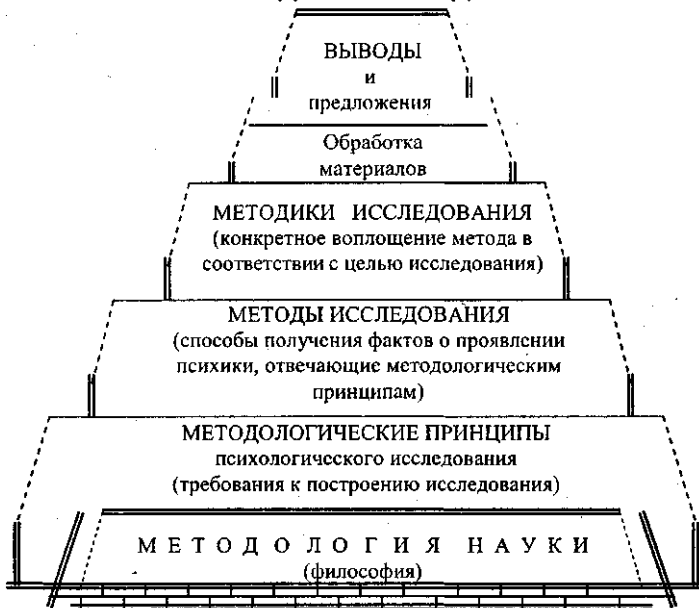 ВЫВОДЫ
и
предложения
Обработка
материалов
МЕТОДИКИ ИССЛЕДОВАНИЯ
(конкретное воплощение метода в
соответствии с целью исследования)
МЕТОДЫ ИССЛЕДОВАНИЯ
(способы получения фактов о проявлении
психики, отвечающие методологическим
принципам)
МЕТОДОЛОГИЧЕСКИЕ ПРИНЦИПЫ
психологического исследования
(требования к построению исследования)
МЕТОДОЛОГИЯ НАУКИ
(философия)